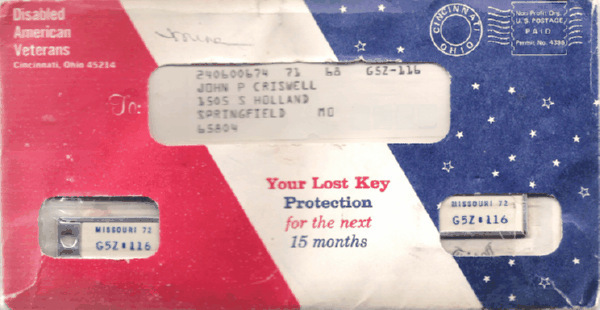 Disabled
American
Veterans
Cincinnati, Ohio 45214
CINCINNATI
OHIO
Non-Profit Org.
U.S. POSTAGE
PAID
Permit No. 4386
To:
240600674 71 68 G5Z-116
JOHN P CRISWELL
1505 S HOLLAND
SPRINGFIELD MO
65804
Your Lost Key
Protection
for the next
15 months
MISSOURI 72
G5Z 116
MISSOURI 72
G5Z 116